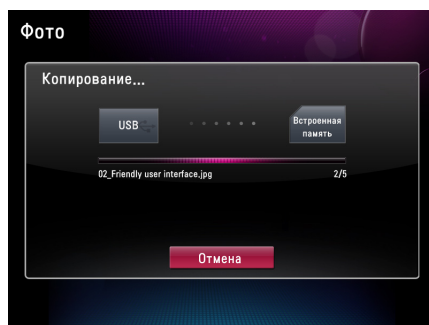 Фото
Копирование...
USB
Встроенная
память
02_Friendly user interface.jpg 2/5
Отмена